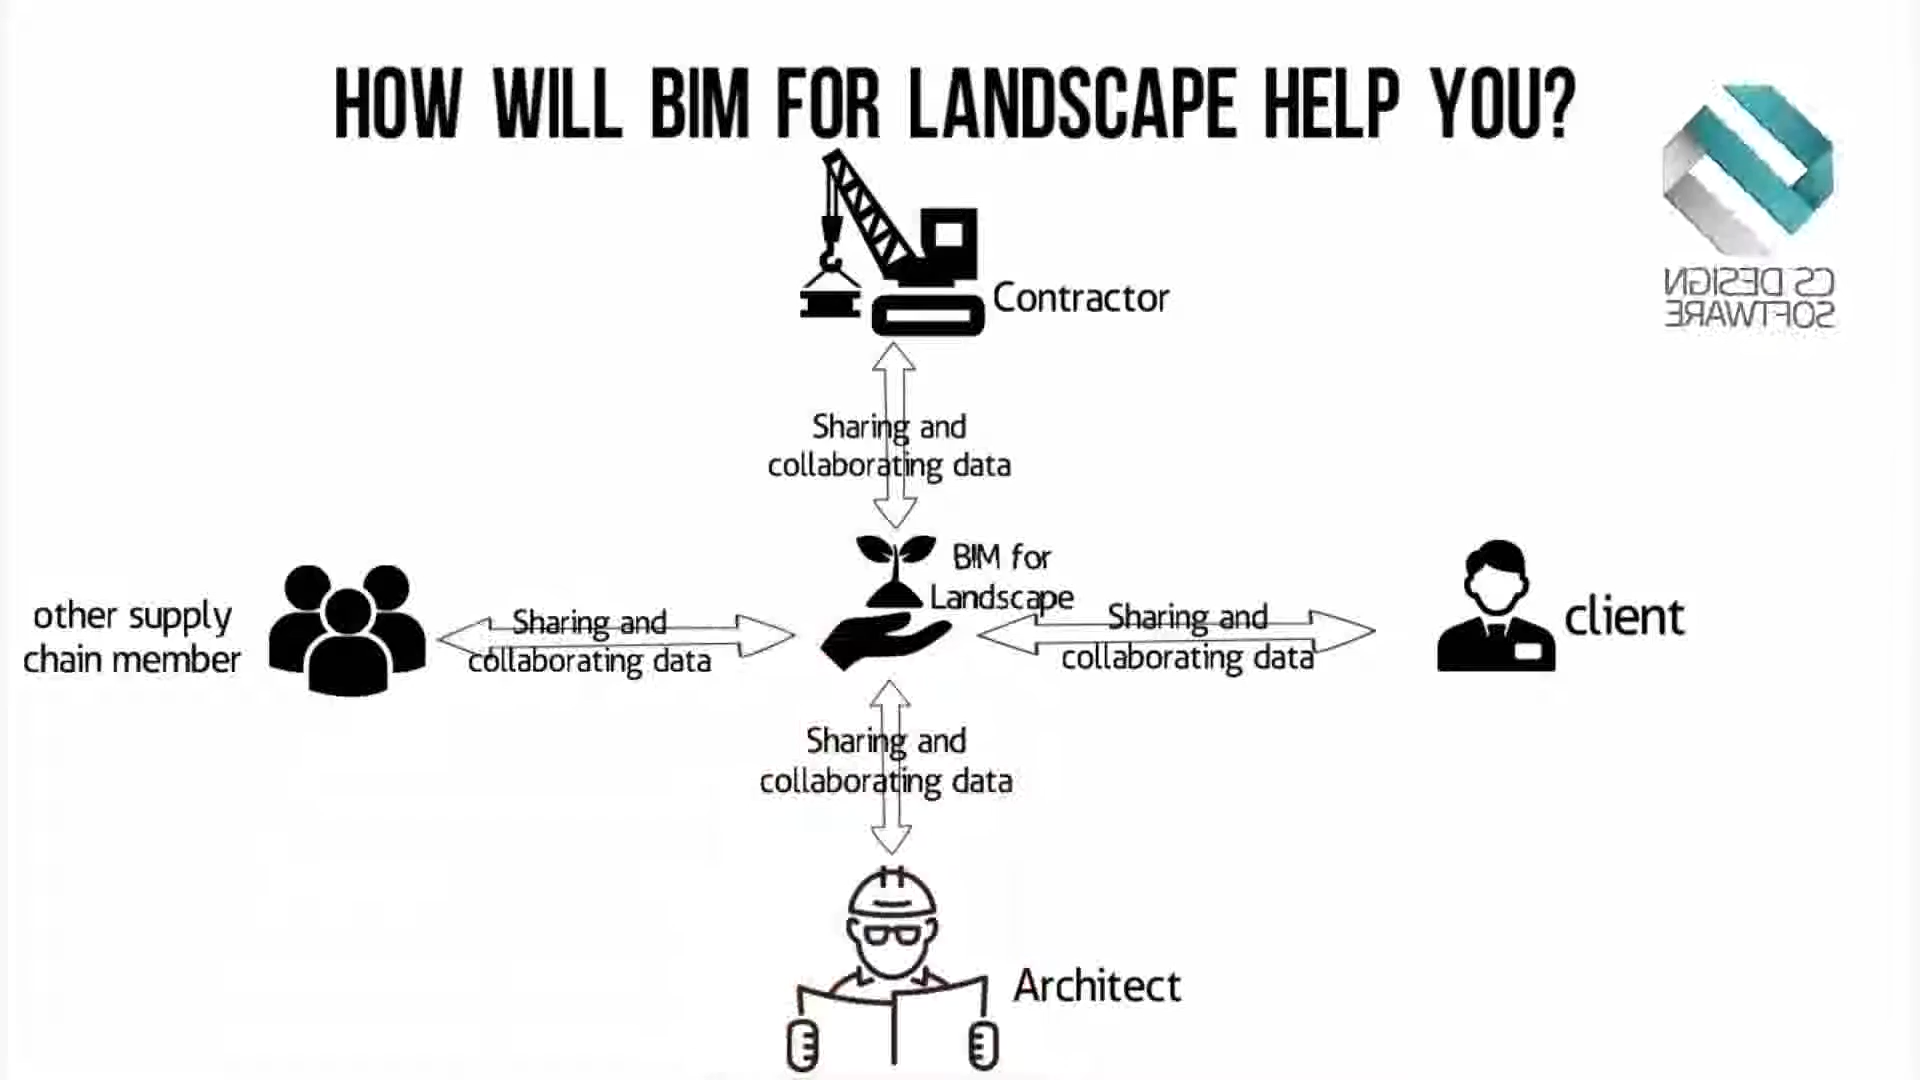 HOW WILL BIM FOR LANDSCAPE HELP YOU?
CS DESIGN
SOFTWARE
Contractor
Sharing and
collaborating data
BIM for
Landscape
other supply
chain member
Sharing and
collaborating data
Sharing and
collaborating data
client
Sharing and
collaborating data
Architect